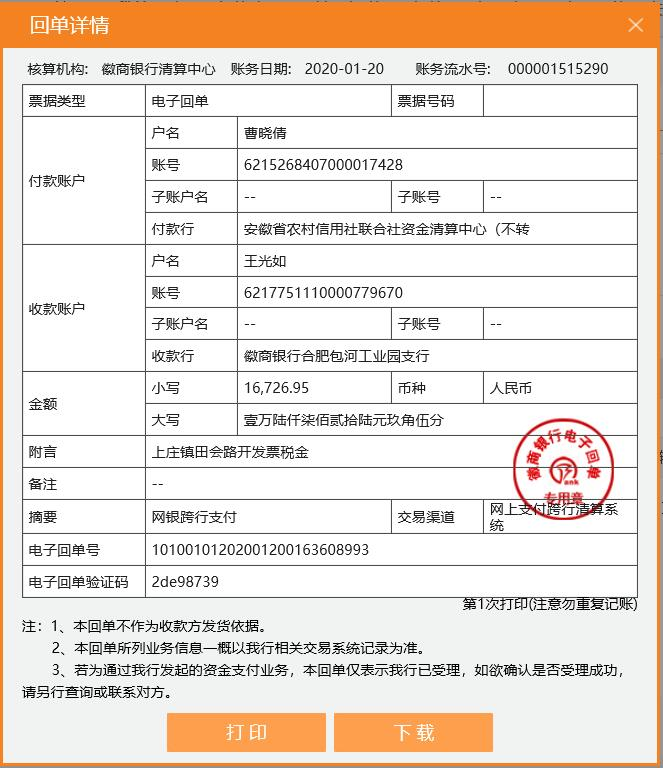 回单详情
核算机构: 徽商银行清算中心 账务日期: 2020-01-20 账务流水号: 000001515290
票据类型 电子回单 票据号码
付款账户
户名 曹晓倩
账号 6215268407000017428
子账户名 -- 子账号 --
付款行 安徽省农村信用社联合社资金清算中心（不转
收款账户
户名 王光如
账号 6217751110000779670
子账户名 -- 子账号 --
收款行 徽商银行合肥包河工业园支行
金额
小写 16,726.95 币种 人民币
大写 壹万陆仟柒佰贰拾陆元玖角伍分
附言 上庄镇田会路开发票税金
徽商银行电子回单
ank
专用章
备注 --
摘要 网银跨行支付 交易渠道 网上支付跨行清算系
统
电子回单号 10100101202001200163608993
电子回单验证码 2de98739
第1次打印(注意勿重复记账)
注：1、本回单不作为收款方发货依据。
2、本回单所列业务信息一概以我行相关交易系统记录为准。
3、若为通过我行发起的资金支付业务，本回单仅表示我行已受理，如欲确认是否受理成功，
请另行查询或联系对方。
打印 下载